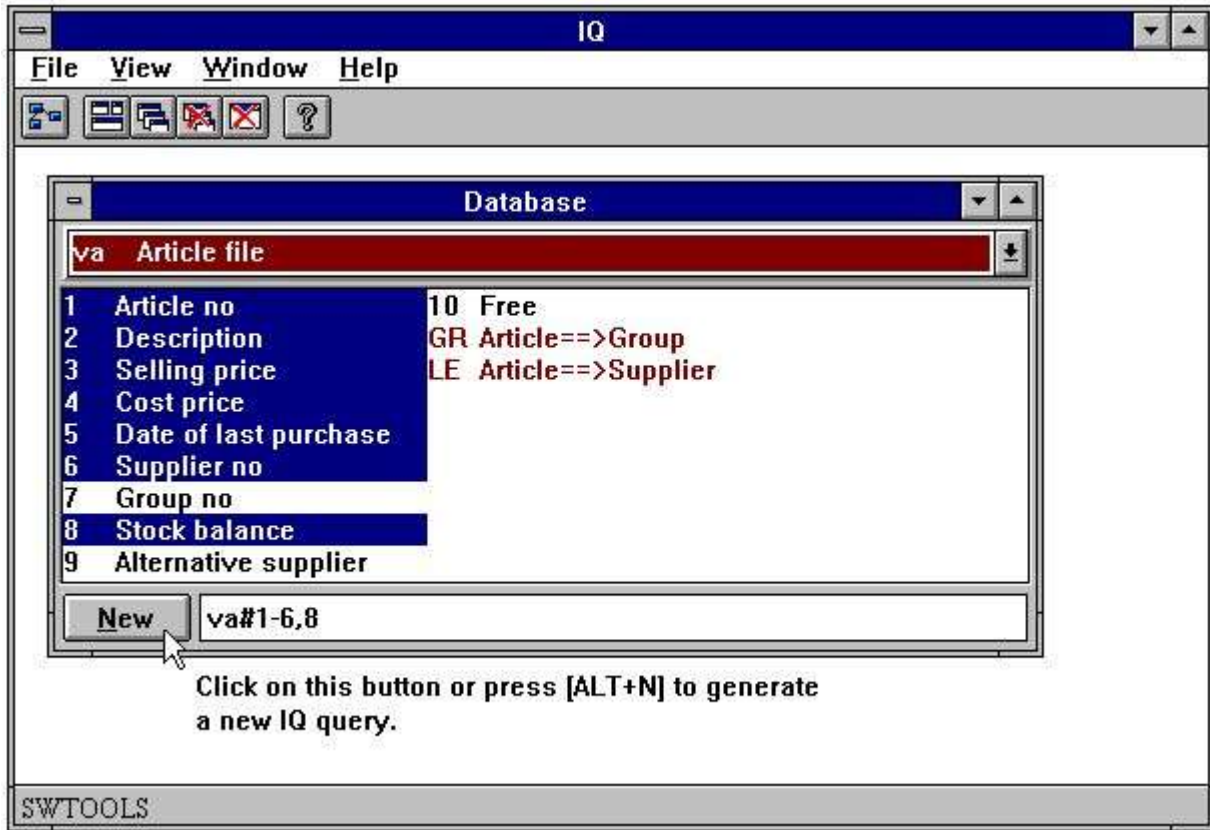 IQ
File View Window Help
Database
va Article file
1 Article no
2 Description
3 Selling price
4 Cost price
5 Date of last purchase
6 Supplier no
7 Group no
8 Stock balance
9 Alternative supplier
10 Free
GR Article==>Group
LE Article==>Supplier
New va#1-6,8
Click on this button or press [ALT+N] to generate
a new IQ query.
SWTOOLS